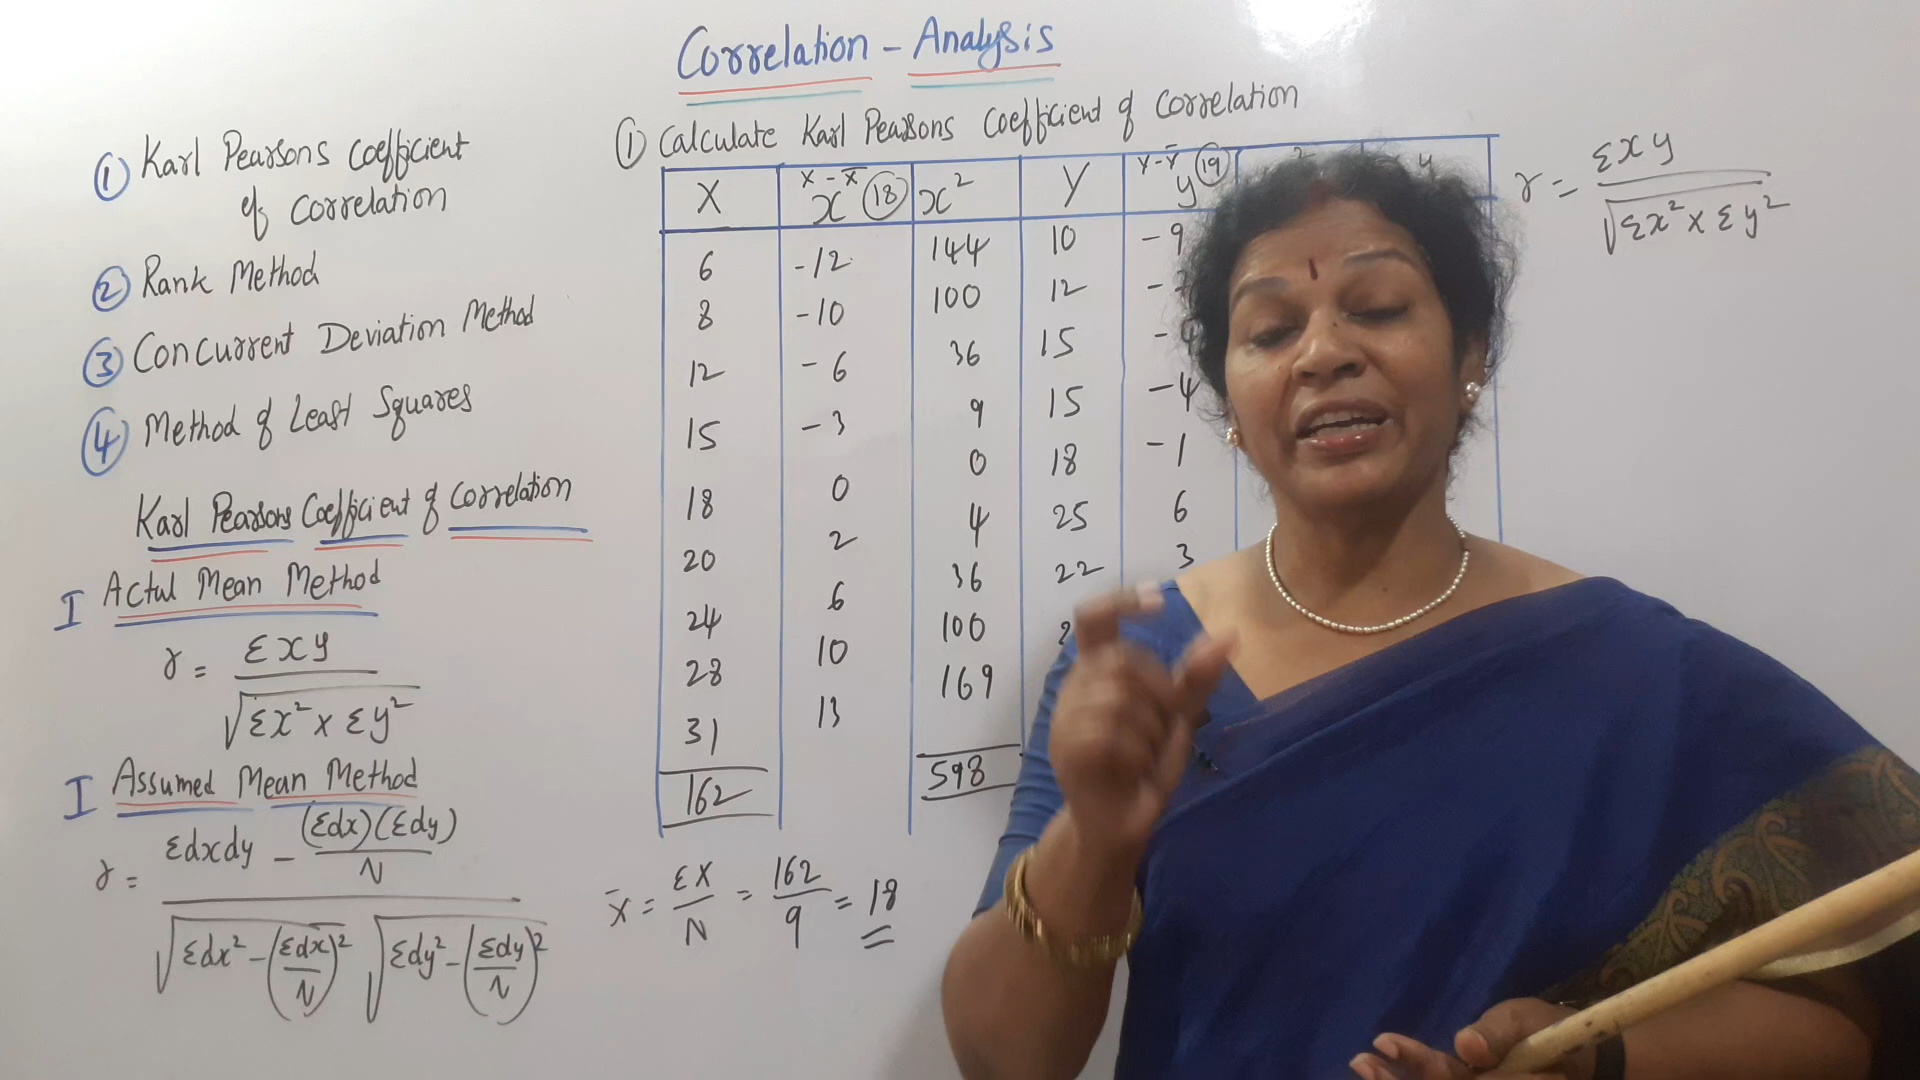 Correlation - Analysis
① Karl Pearsons Coefficient
of Correlation
② Rank Method
③ Concurrent Deviation Method
④ Method of Least Squares
Karl Pearsons Coefficient of Correlation
I Actul Mean Method
r = Σxy
√Σx² × Σy²
I Assumed Mean Method
r = Σdxdy - (Σdx)(Σdy)
N
√Σdx² - (Σdx/N)² √Σdy² - (Σdy/N)²
① Calculate Karl Pearsons Coefficient of Correlation
X | X - X̄ x ⑱ | x² | Y | Y - Ȳ y ⑲
6 | -12 | 144 | 10 | -9
8 | -10 | 100 | 12 | -7
12 | -6 | 36 | 15 | -4
15 | -3 | 9 | 15 | -4
18 | 0 | 0 | 18 | -1
20 | 2 | 4 | 25 | 6
24 | 6 | 36 | 22 | 3
28 | 10 | 100
31 | 13 | 169
162 | 598
X̄ = ΣX/N = 162/9 = 18
r = Σxy
√Σx² × Σy²